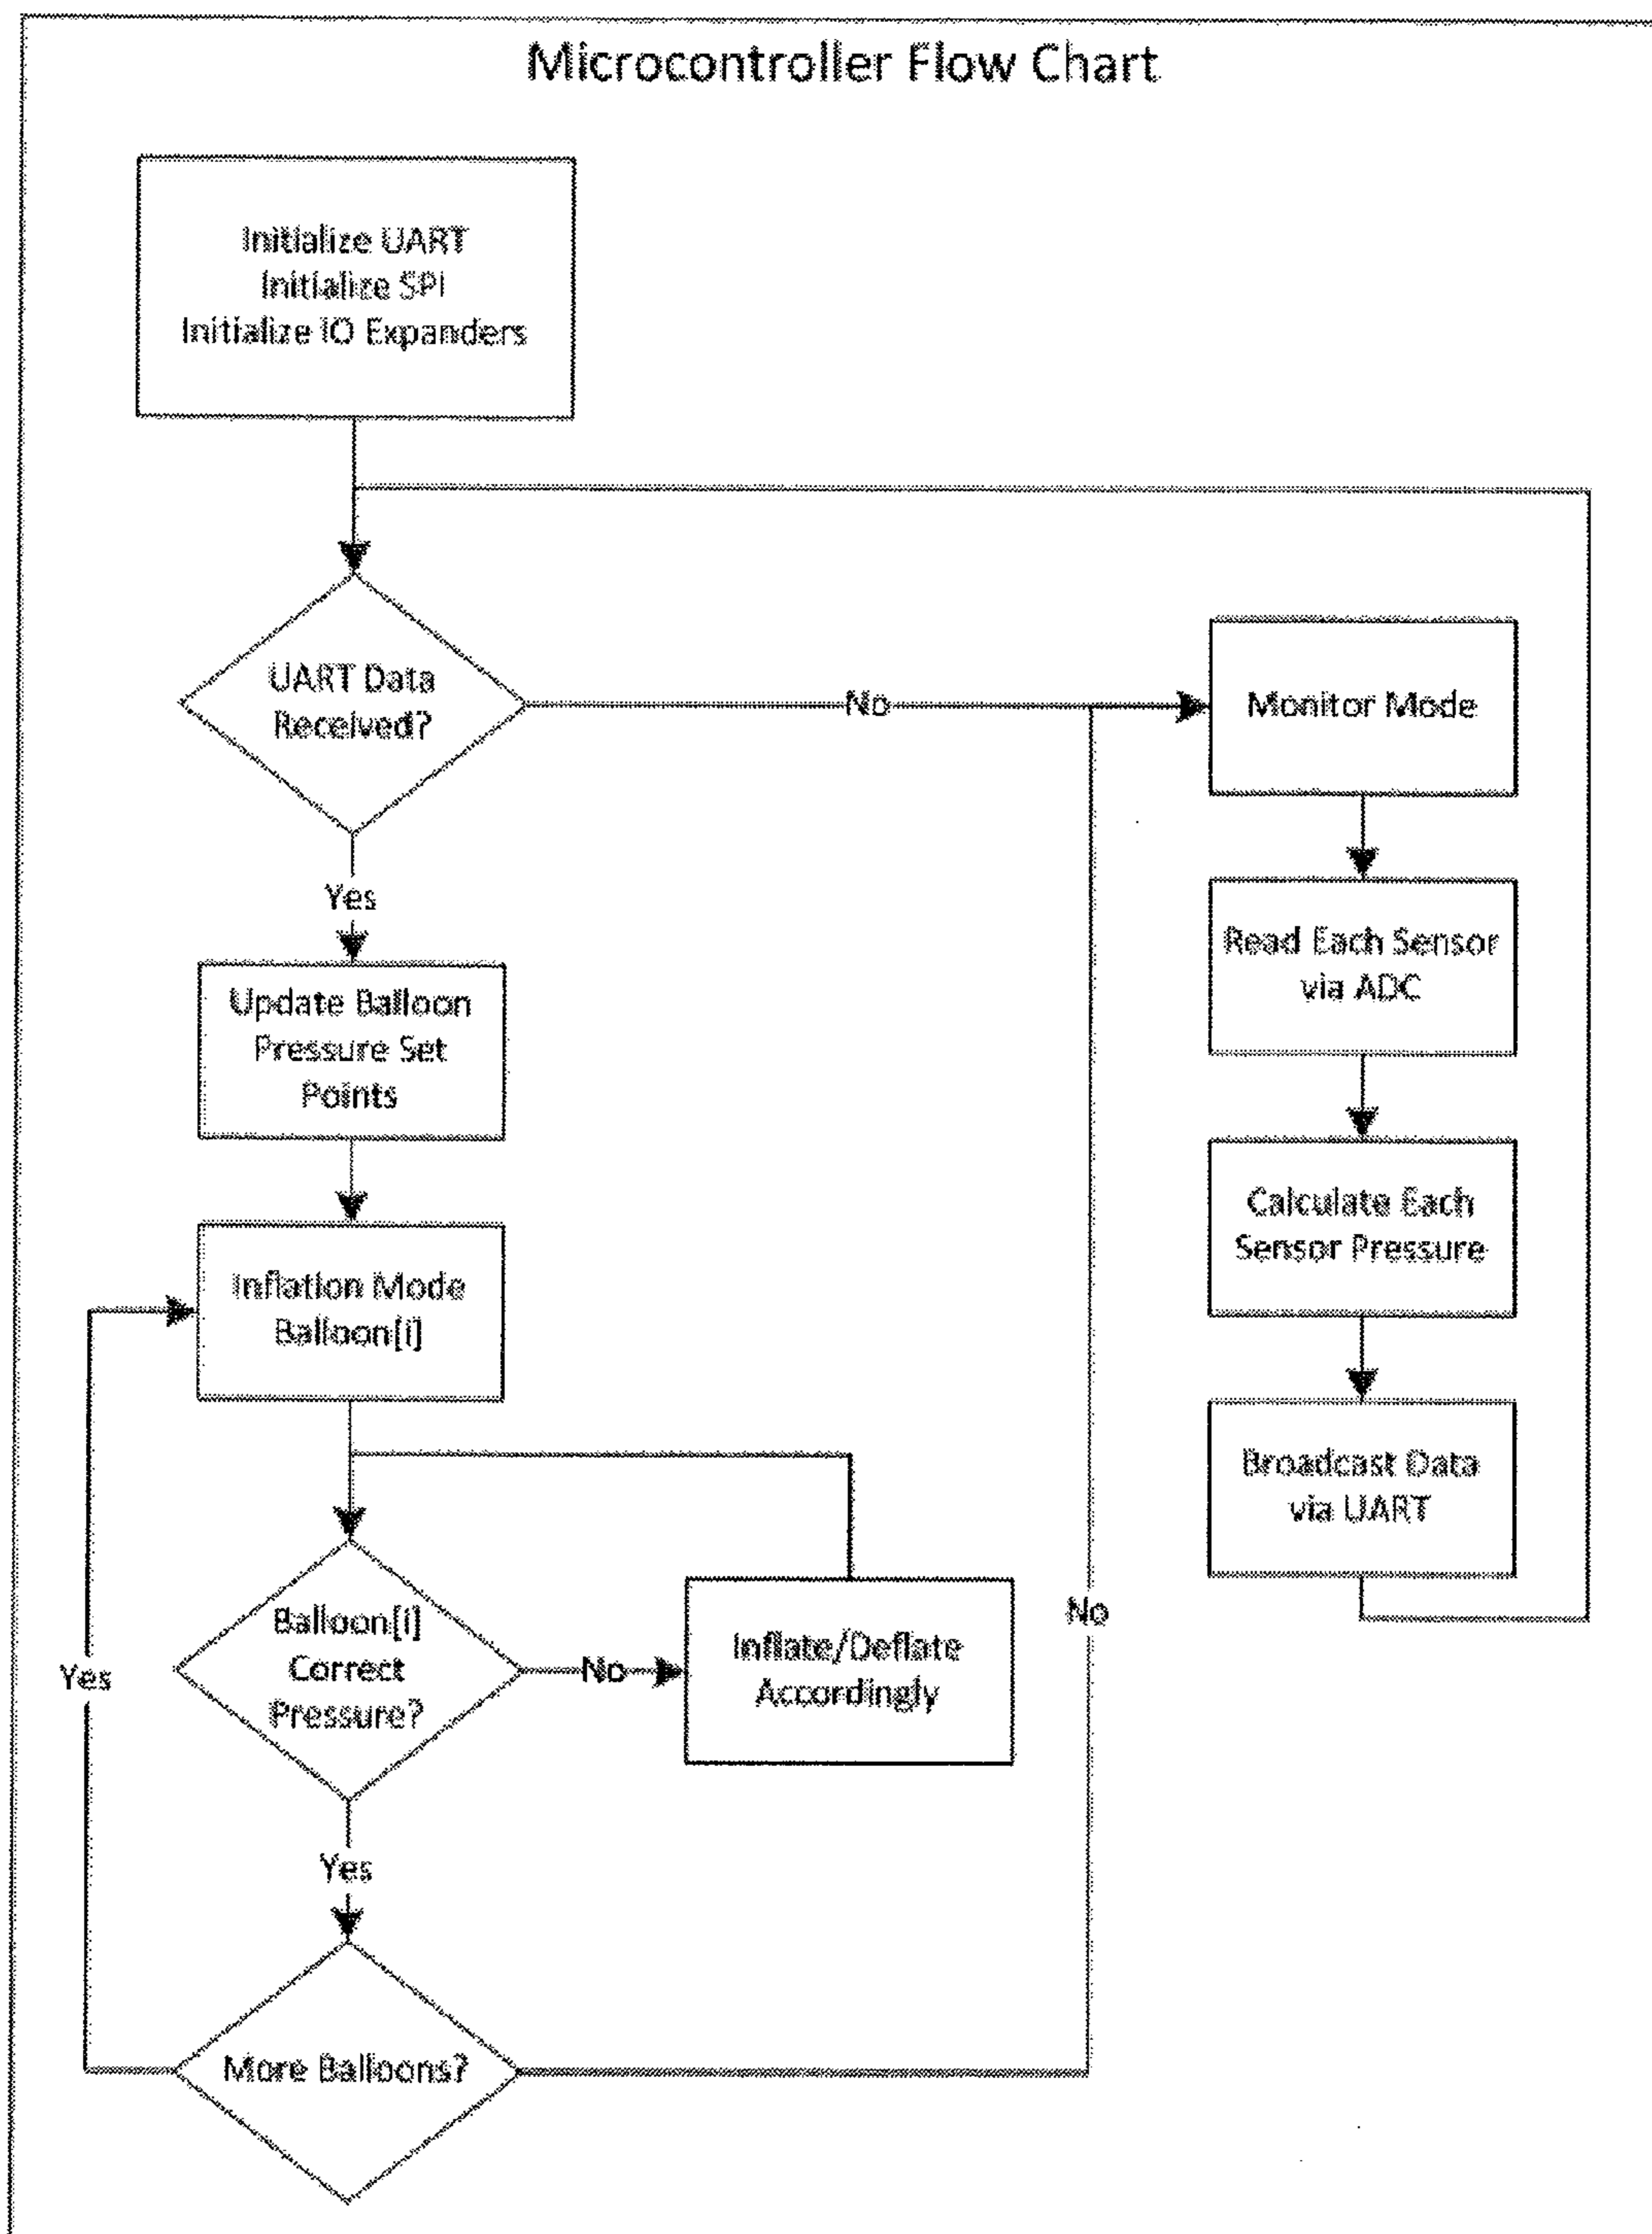 Microcontroller Flow Chart
Initialize UART
Initialize SPI
Initialize IO Expanders
UART Data
Received?
No
Monitor Mode
Yes
Read Each Sensor
via ADC
Update Balloon
Pressure Set
Points
Calculate Each
Sensor Pressure
Inflation Mode
Balloon[i]
Broadcast Data
via UART
Balloon[i]
Correct
Pressure?
No
Inflate/Deflate
Accordingly
No
Yes
Yes
More Balloons?